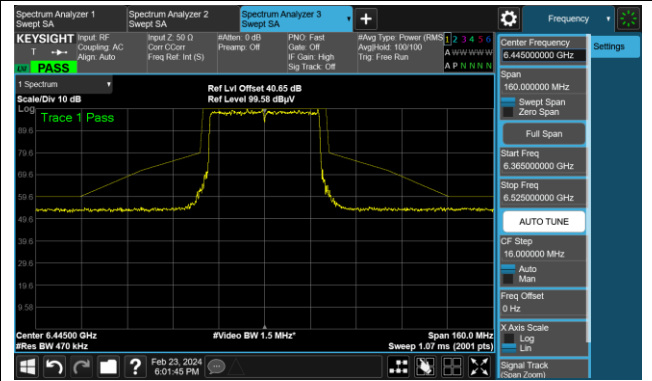 Spectrum Analyzer 1
Swept SA
Spectrum Analyzer 2
Swept SA
Spectrum Analyzer 3
Swept SA
Frequency
KEYSIGHT
T
LXI
PASS
Input: RF
Coupling: AC
Align: Auto
Input Z: 50 Ω
Corr CCorr
Freq Ref: Int (S)
#Atten: 0 dB
Preamp: Off
PNO: Fast
Gate: Off
IF Gain: High
Sig Track: Off
#Avg Type: Power (RMS
Avg|Hold: 100/100
Trig: Free Run
1 2 3 4 5 6
A W W W W W
A P N N N N
1 Spectrum
Scale/Div 10 dB
Ref Lvl Offset 40.65 dB
Ref Level 99.58 dBµV
Log
Trace 1 Pass
89.6
79.6
69.6
59.6
49.6
39.6
29.6
19.6
9.58
Center 6.44500 GHz
#Res BW 470 kHz
#Video BW 1.5 MHz*
Span 160.0 MHz
Sweep 1.07 ms (2001 pts)
Center Frequency
6.445000000 GHz
Settings
Span
160.000000 MHz
Swept Span
Zero Span
Full Span
Start Freq
6.365000000 GHz
Stop Freq
6.525000000 GHz
AUTO TUNE
CF Step
16.000000 MHz
Auto
Man
Freq Offset
0 Hz
X Axis Scale
Log
Lin
Signal Track
(Span Zoom)
?
Feb 23, 2024
6:01:45 PM